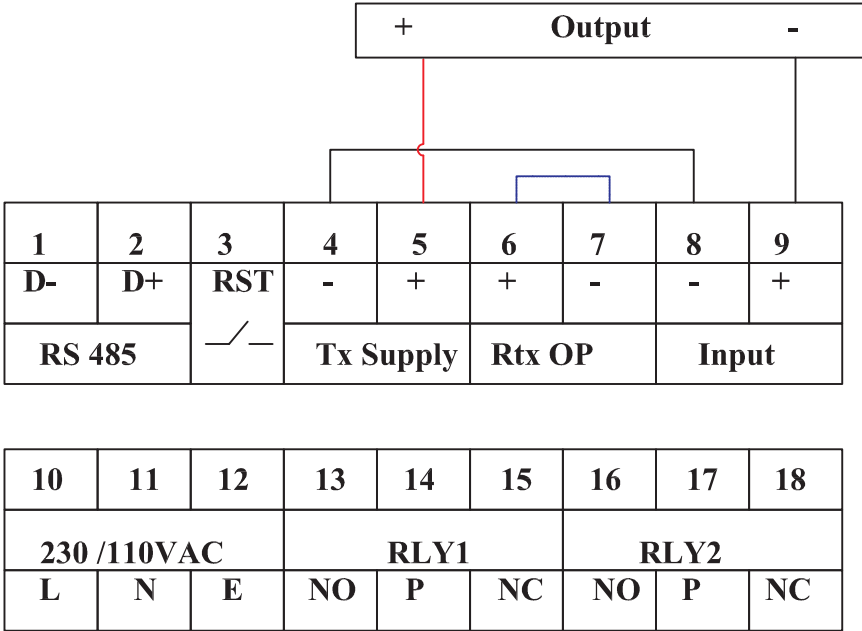 + Output -
1 2 3 4 5 6 7 8 9
D- D+ RST - + + - - +
RS 485 Tx Supply Rtx OP Input
10 11 12 13 14 15 16 17 18
230 /110VAC RLY1 RLY2
L N E NO P NC NO P NC